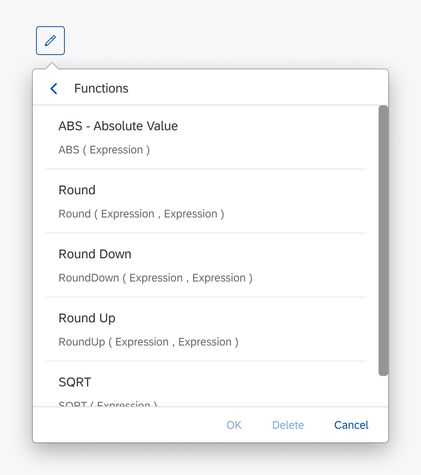 Functions
ABS - Absolute Value
ABS ( Expression )
Round
Round ( Expression , Expression )
Round Down
RoundDown ( Expression , Expression )
Round Up
RoundUp ( Expression , Expression )
SQRT
SQRT ( Expression )
OK Delete Cancel